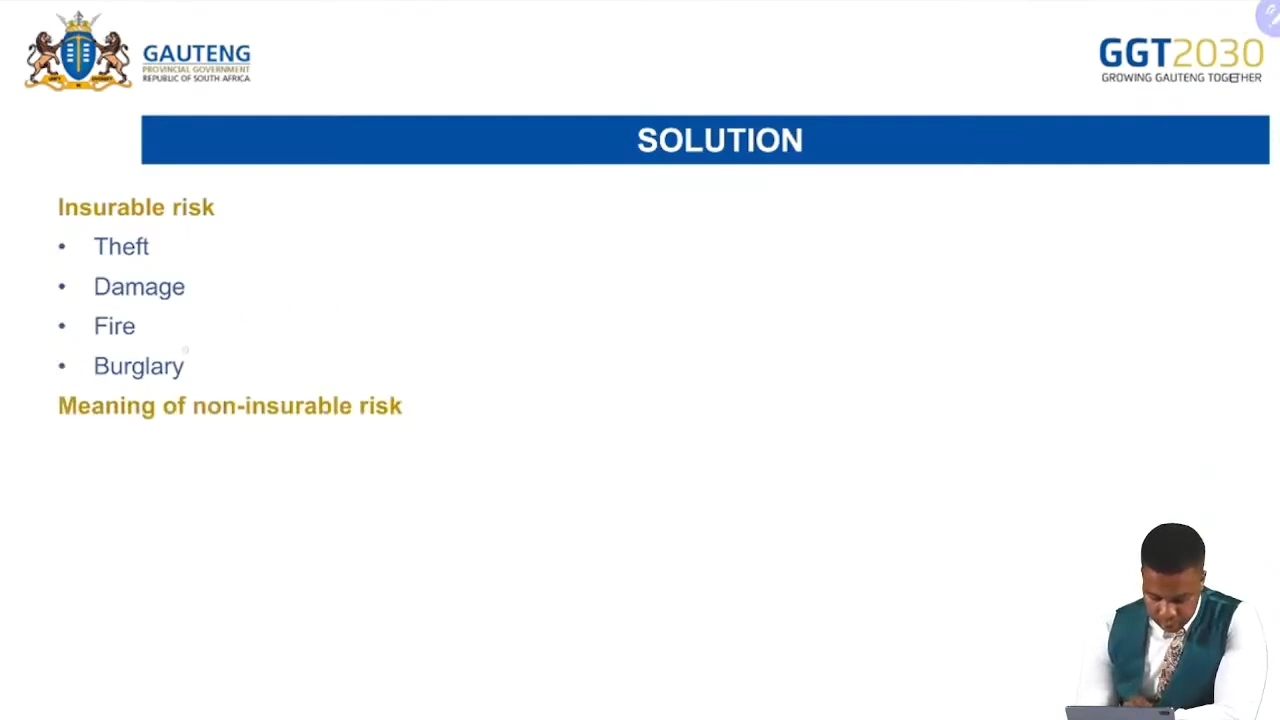 GAUTENG
PROVINCIAL GOVERNMENT
REPUBLIC OF SOUTH AFRICA
GGT2030
GROWING GAUTENG TOGETHER
SOLUTION
Insurable risk
• Theft
• Damage
• Fire
• Burglary
Meaning of non-insurable risk